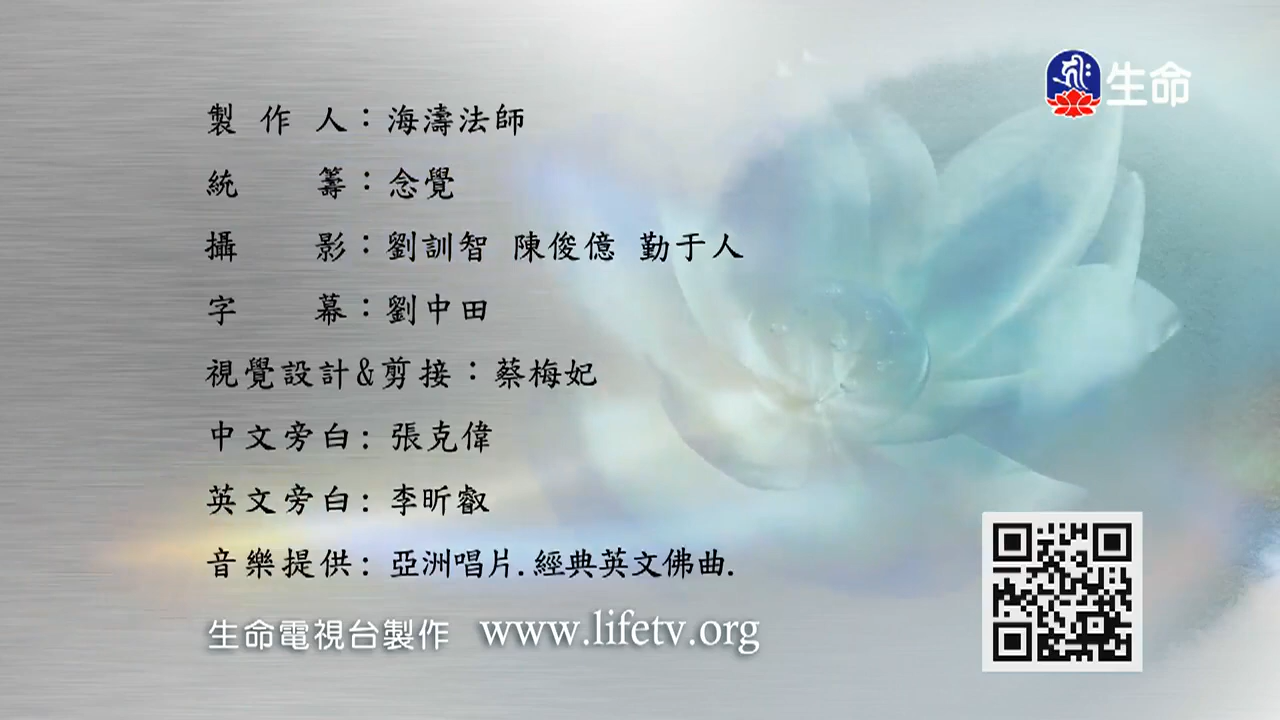 生命
製作人：海濤法師
統籌：念覺
攝影：劉訓智 陳俊億 勤于人
字幕：劉中田
視覺設計&剪接：蔡梅妃
中文旁白: 張克偉
英文旁白: 李昕叡
音樂提供: 亞洲唱片.經典英文佛曲.
生命電視台製作 www.lifetv.org